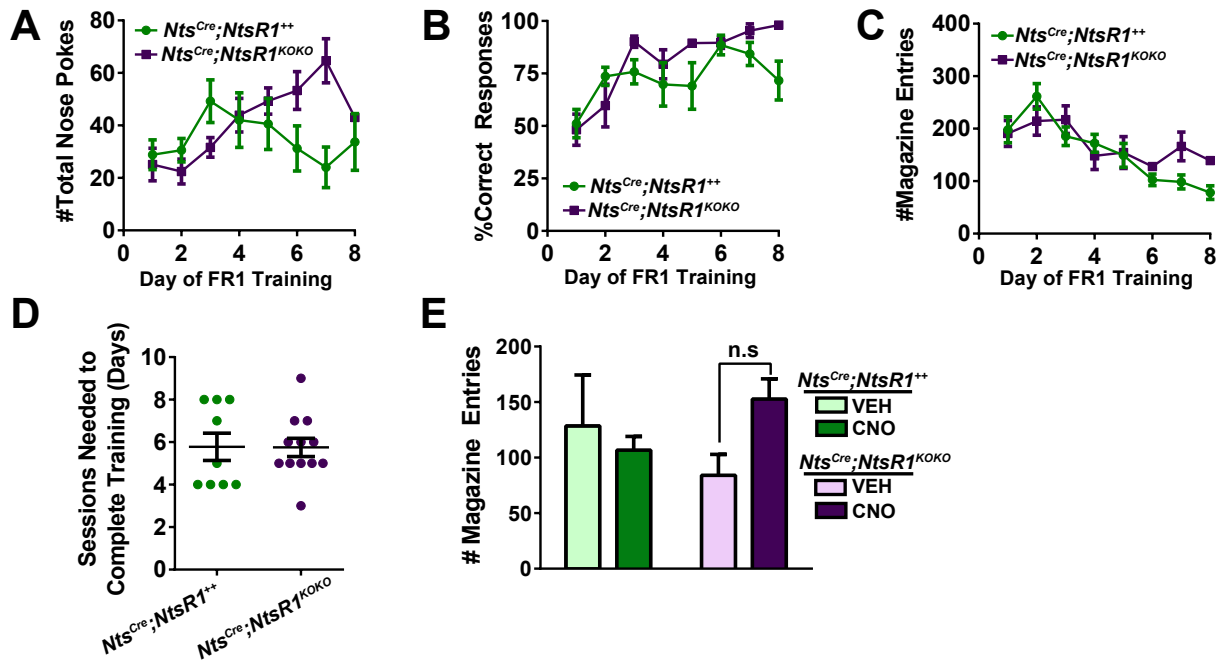 A
Nts^Cre;NtsR1^++
Nts^Cre;NtsR1^KOKO
#Total Nose Pokes
80
60
40
20
0
0 2 4 6 8
Day of FR1 Training
B
%Correct Responses
100
75
50
25
0
Nts^Cre;NtsR1^++
Nts^Cre;NtsR1^KOKO
0 2 4 6 8
Day of FR1 Training
C
Nts^Cre;NtsR1^++
Nts^Cre;NtsR1^KOKO
#Magazine Entries
400
300
200
100
0
0 2 4 6 8
Day of FR1 Training
D
Sessions Needed to
Complete Training (Days)
10
8
6
4
2
0
Nts^Cre;NtsR1^++
Nts^Cre;NtsR1^KOKO
E
# Magazine Entries
200
150
100
50
0
n.s
Nts^Cre;NtsR1^++
VEH
CNO
Nts^Cre;NtsR1^KOKO
VEH
CNO